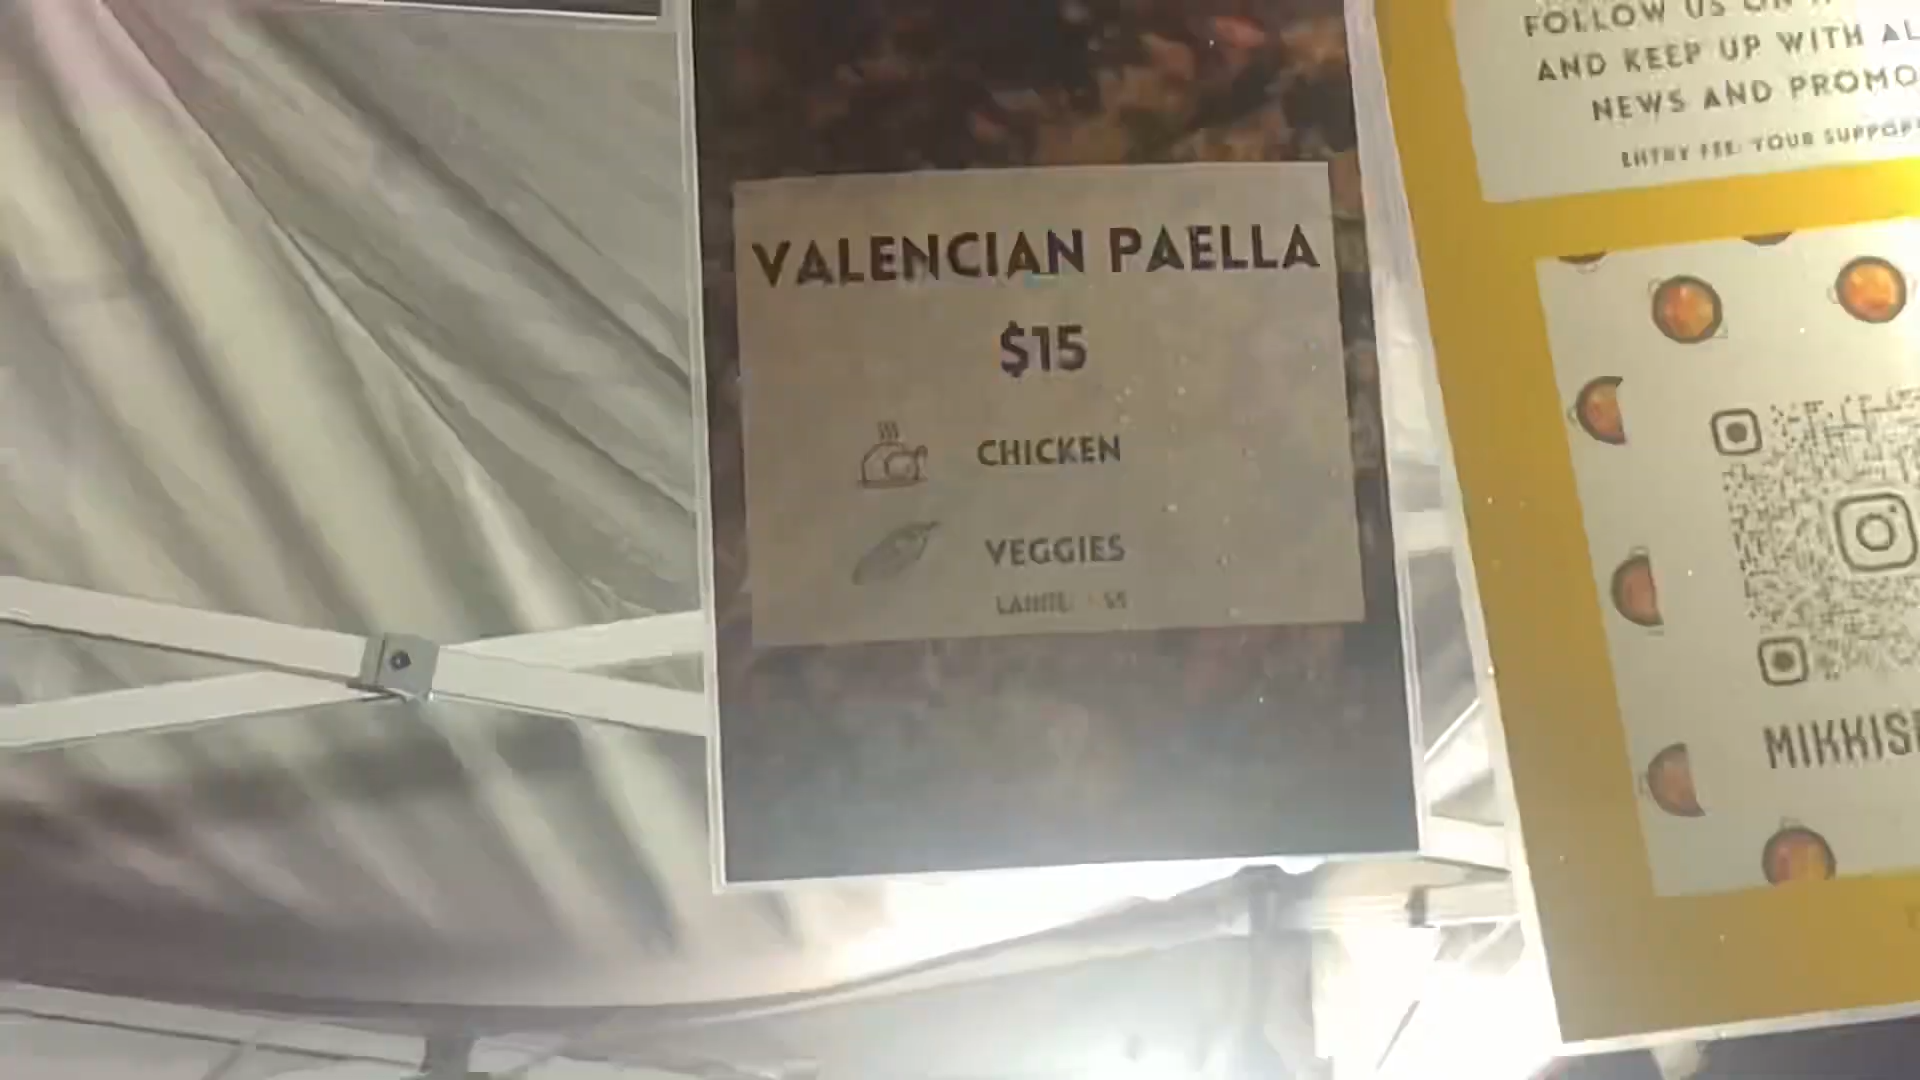 VALENCIAN PAELLA
$15
CHICKEN
VEGGIES
FOLLOW US ON
AND KEEP UP WITH AL
NEWS AND PROMO
ENTRY FEE: YOUR SUPPORT
MIKKISP